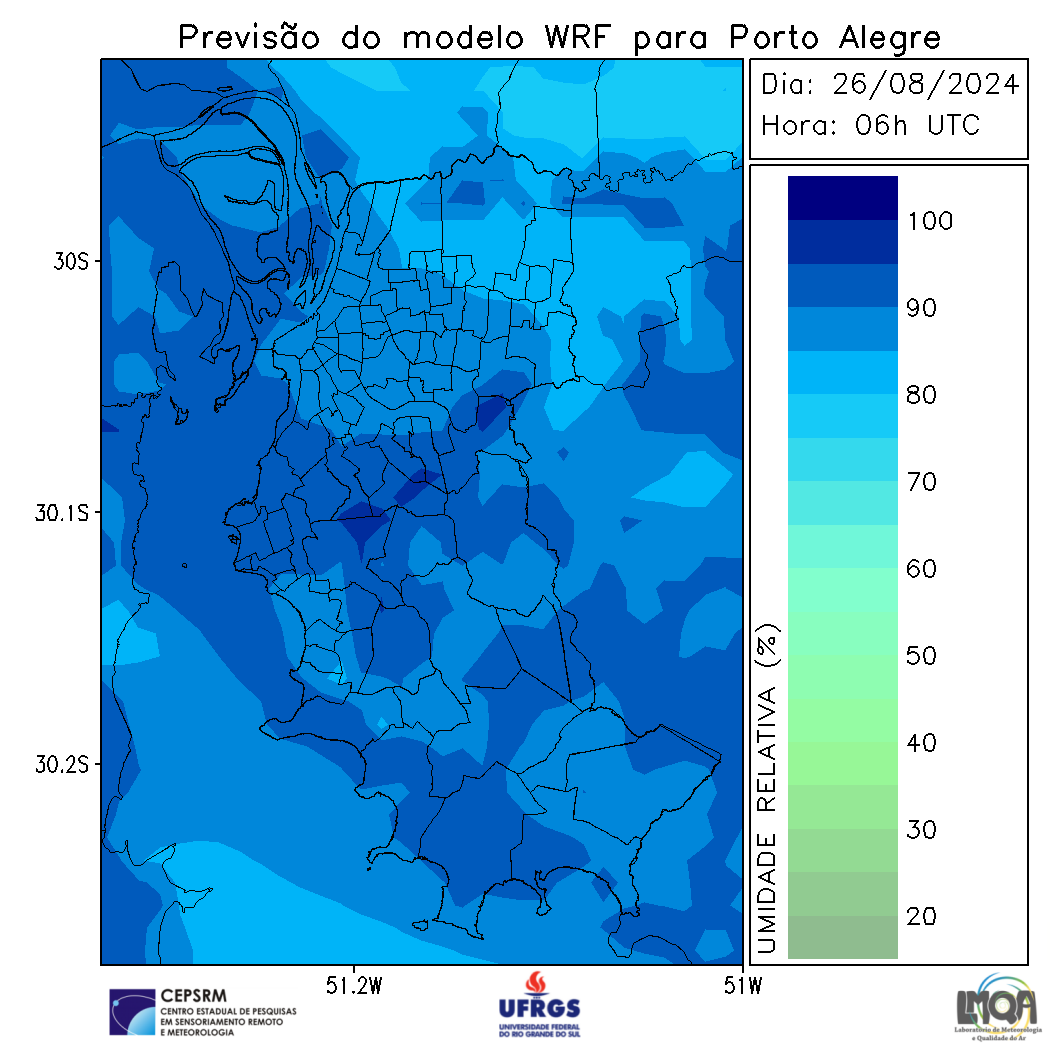 Previsão do modelo WRF para Porto Alegre
Dia: 26/08/2024
Hora: 06h UTC
30S
30.1S
30.2S
51.2W
51W
100
90
80
70
60
50
40
30
20
UMIDADE RELATIVA (%)
CEPSRM
CENTRO ESTADUAL DE PESQUISAS
EM SENSORIAMENTO REMOTO
E METEOROLOGIA
UFRGS
UNIVERSIDADE FEDERAL
DO RIO GRANDE DO SUL
LMQA
Laboratório de Meteorologia
e Qualidade do Ar